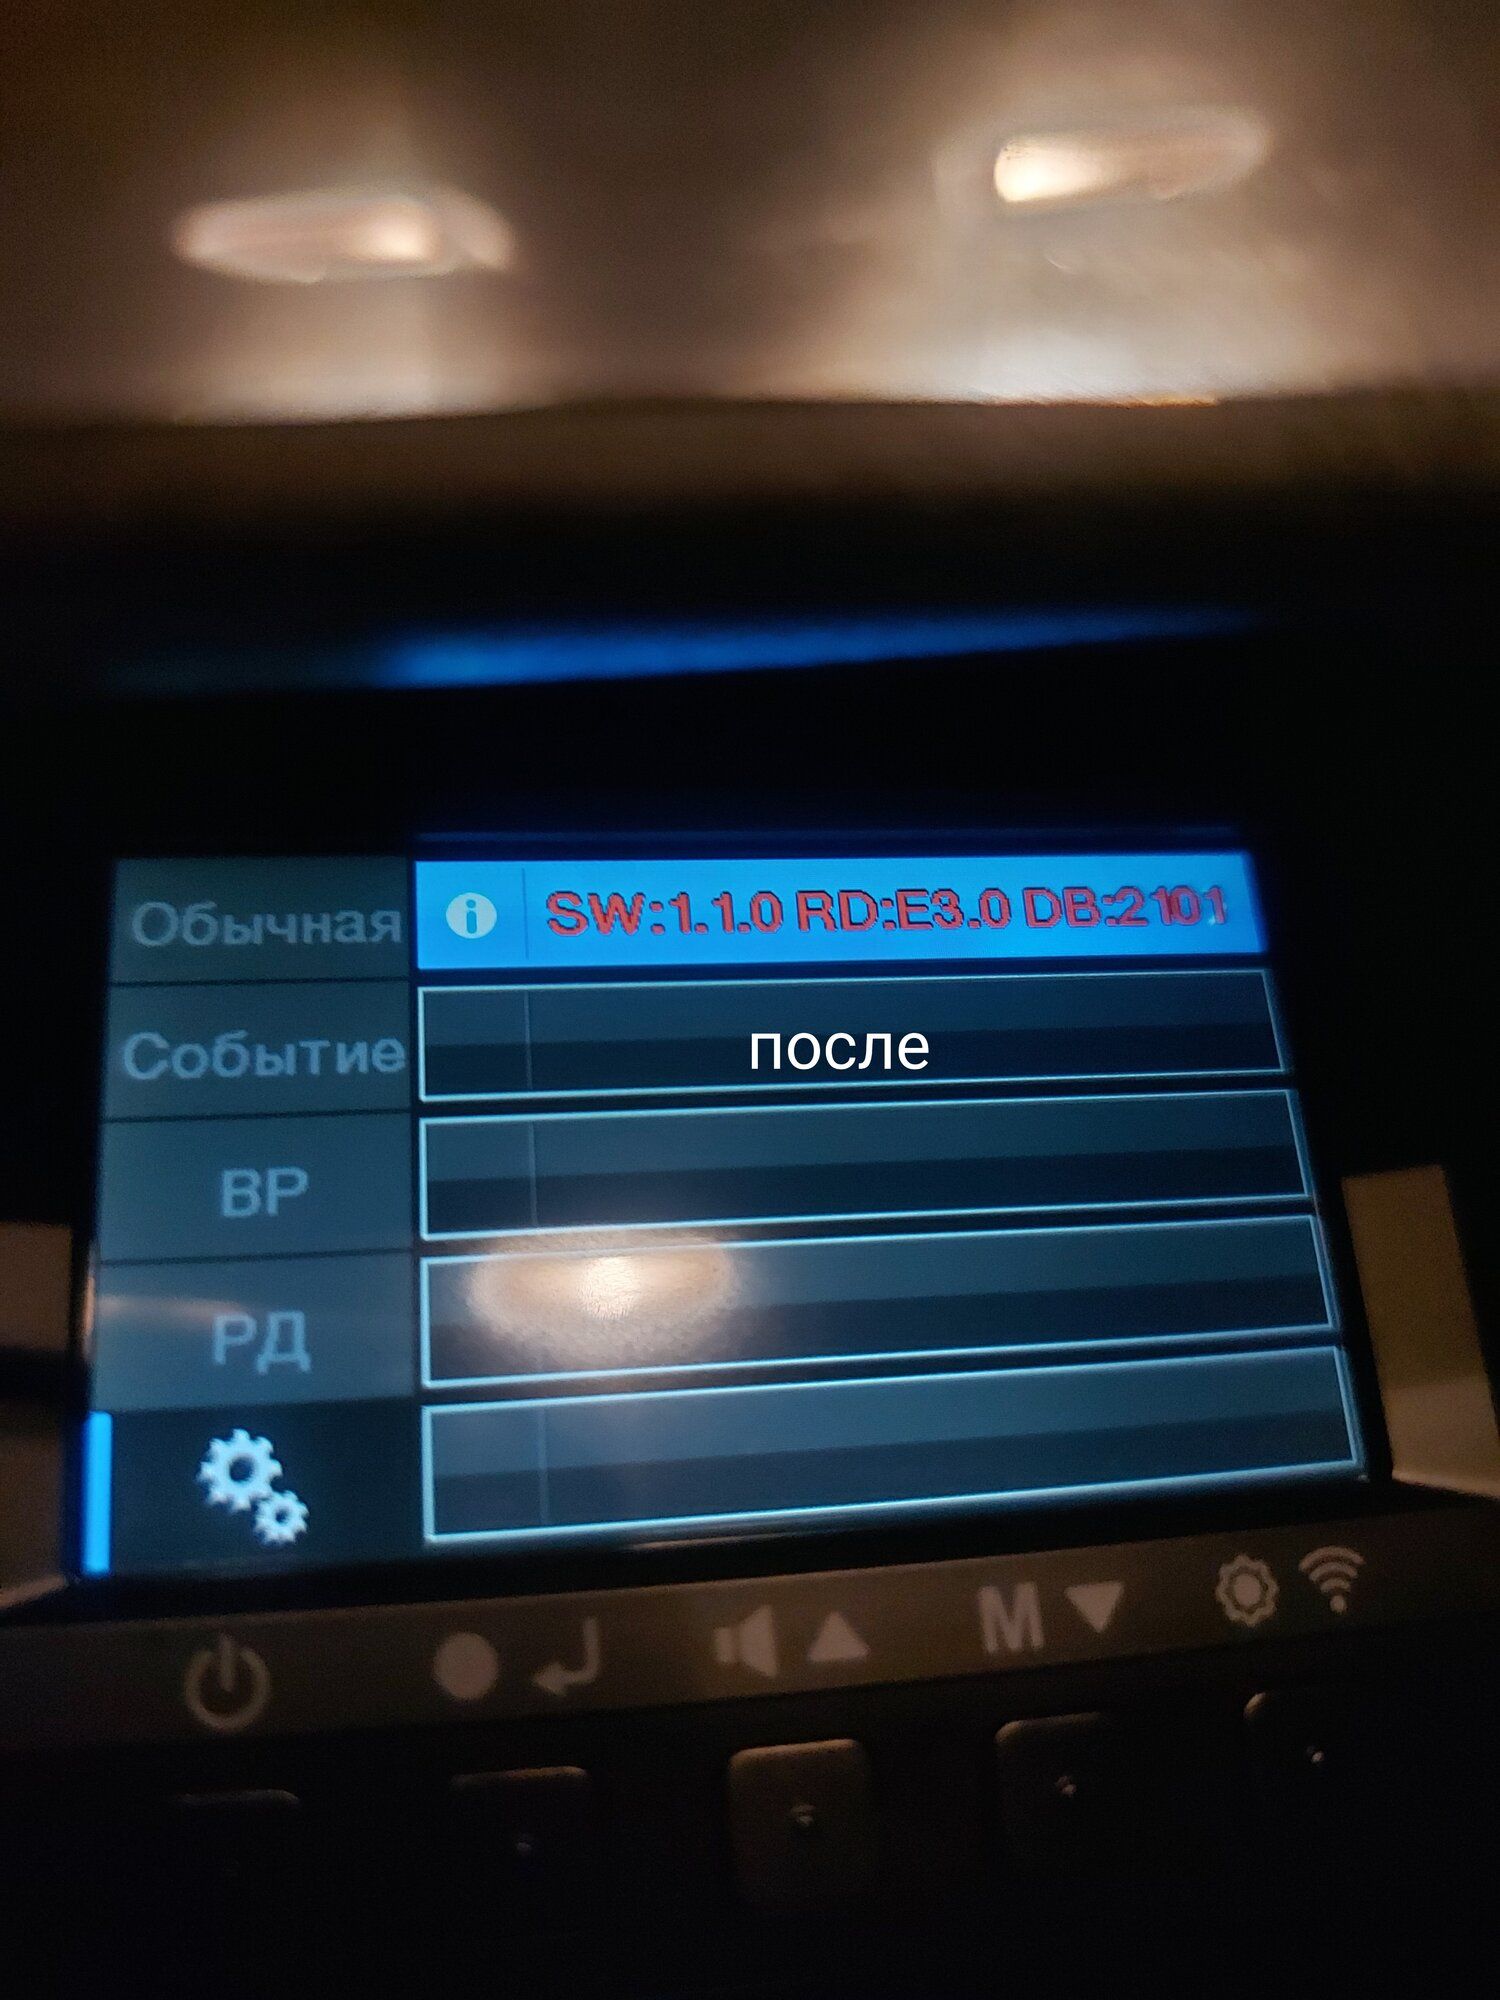 Обычная
SW:1.1.0 RD:E3.0 DB:2101
Событие
после
ВР
РД
M